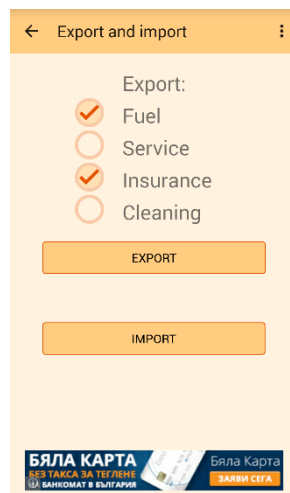 Export and import
Export:
Fuel
Service
Insurance
Cleaning
EXPORT
IMPORT
БЯЛА КАРТА
БЕЗ ТАКСА ЗА ТЕГЛЕНЕ
БАНКОМАТ В БЪЛГАРИЯ
Бяла Карта
ЗАЯВИ СЕГА